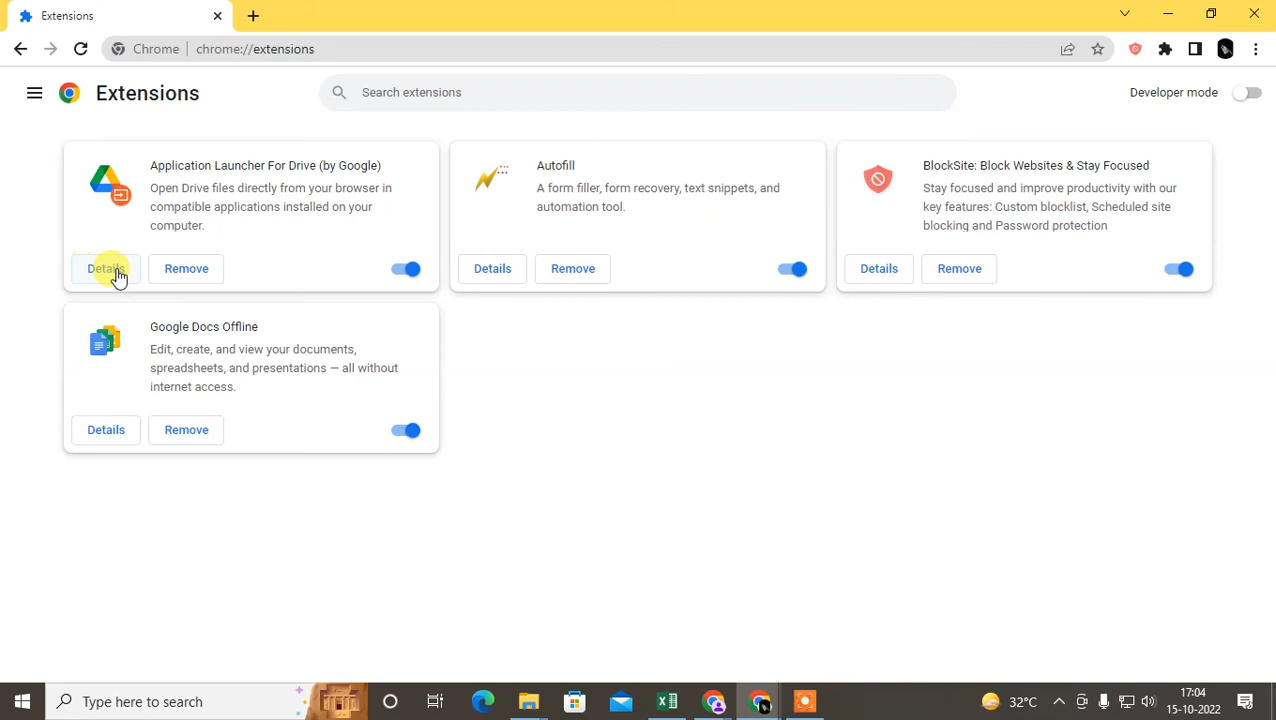 Extensions
Chrome
chrome://extensions
Extensions
Search extensions
Developer mode
Application Launcher For Drive (by Google)
Open Drive files directly from your browser in
compatible applications installed on your
computer.
Details
Remove
Autofill
A form filler, form recovery, text snippets, and
automation tool.
Details
Remove
BlockSite: Block Websites & Stay Focused
Stay focused and improve productivity with our
key features: Custom blocklist, Scheduled site
blocking and Password protection
Details
Remove
Google Docs Offline
Edit, create, and view your documents,
spreadsheets, and presentations — all without
internet access.
Details
Remove
Type here to search
32°C
17:04
15-10-2022